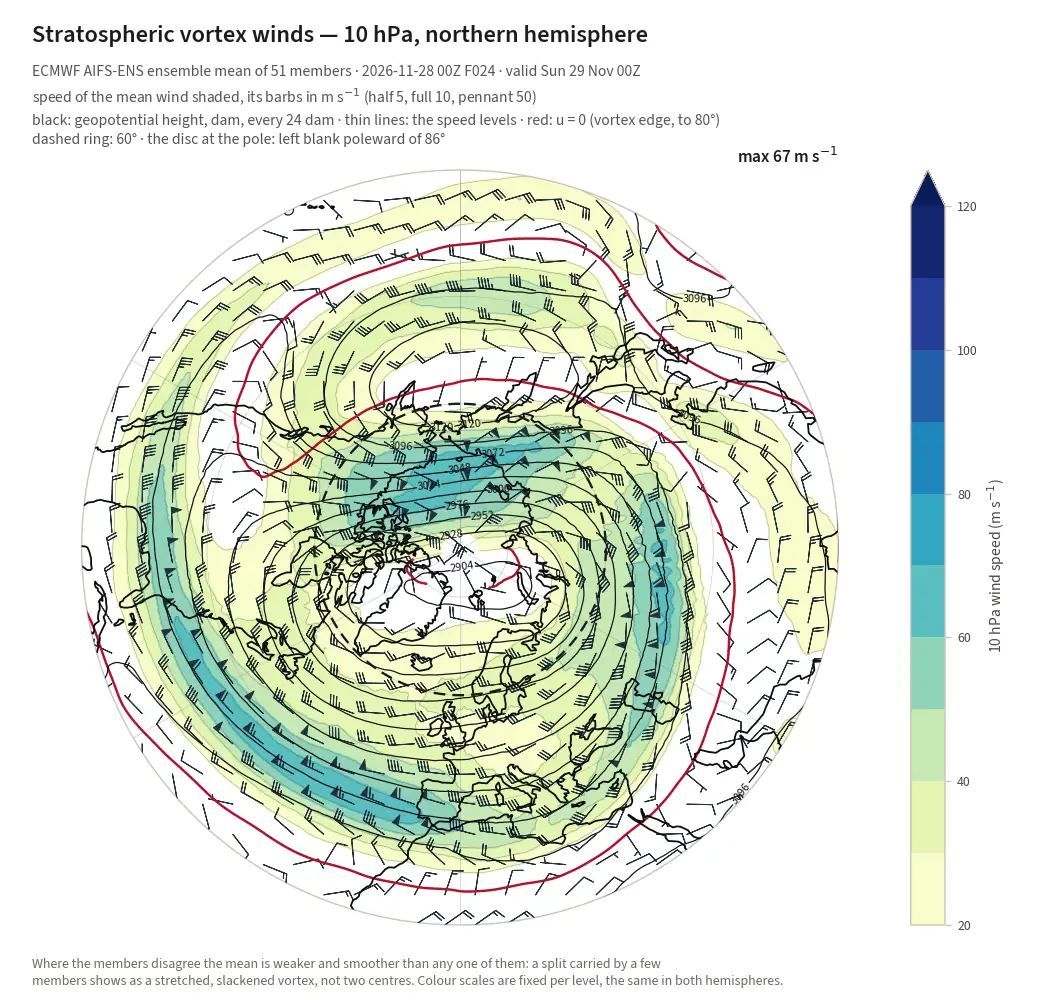 Stratospheric vortex winds — 10 hPa, northern hemisphere
ECMWF AIFS-ENS ensemble mean of 51 members · 2026-11-28 00Z F024 · valid Sun 29 Nov 00Z
speed of the mean wind shaded, its barbs in m s⁻¹ (half 5, full 10, pennant 50)
black: geopotential height, dam, every 24 dam · thin lines: the speed levels · red: u = 0 (vortex edge, to 80°)
dashed ring: 60° · the disc at the pole: left blank poleward of 86°
max 67 m s⁻¹
120
100
80
60
40
20
10 hPa wind speed (m s⁻¹)
3096
3096
3120
3096
3072
3048
2952
2928
2904
3096
Where the members disagree the mean is weaker and smoother than any one of them: a split carried by a few
members shows as a stretched, slackened vortex, not two centres. Colour scales are fixed per level, the same in both hemispheres.